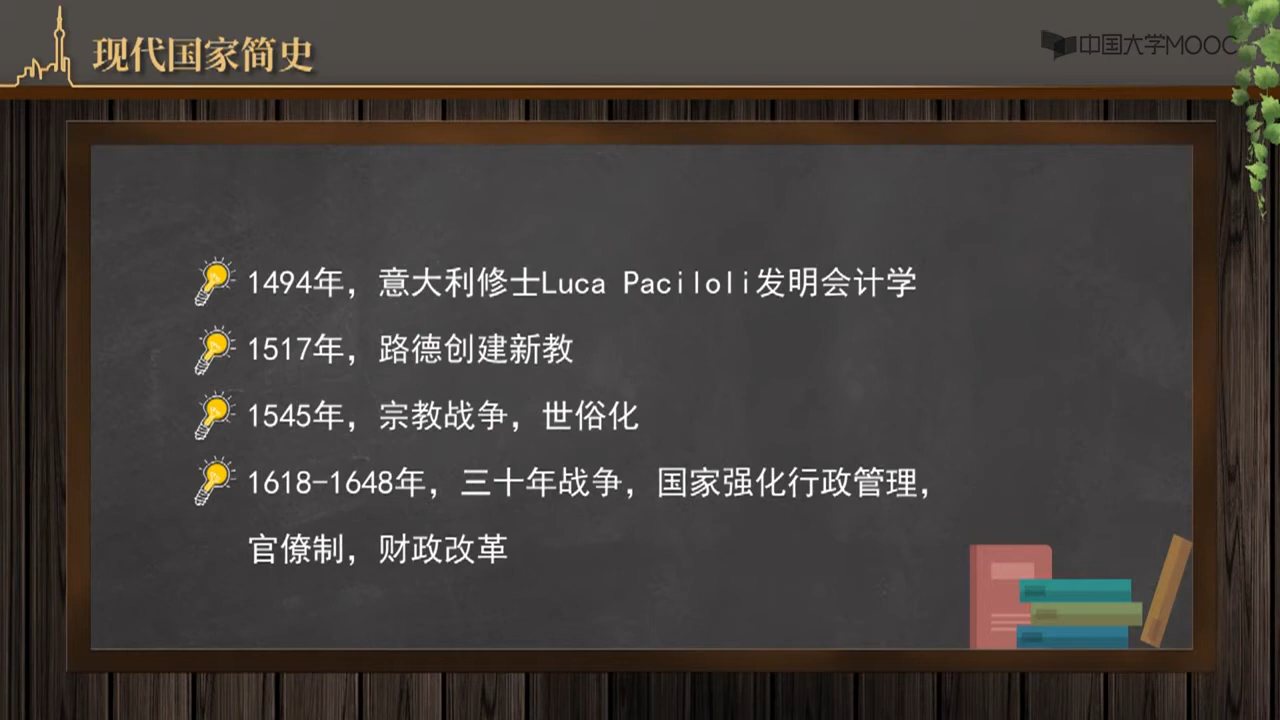 现代国家简史
中国大学MOOC
1494年，意大利修士Luca Paciloli发明会计学
1517年，路德创建新教
1545年，宗教战争，世俗化
1618-1648年，三十年战争，国家强化行政管理，
官僚制，财政改革